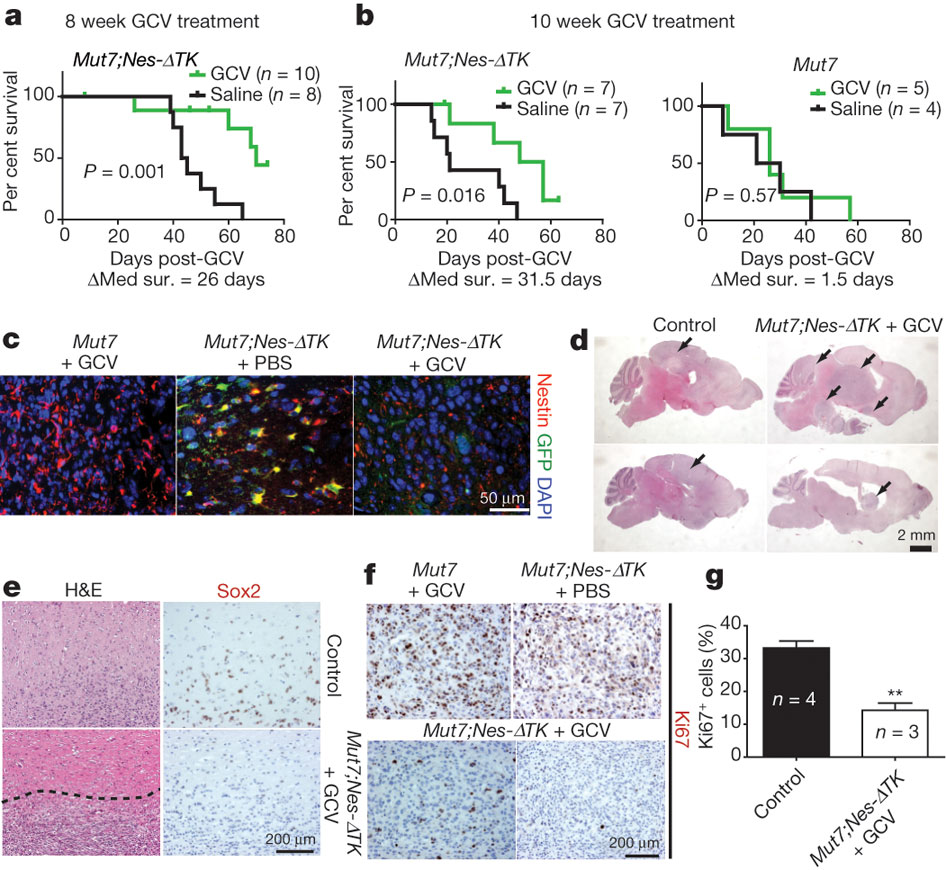 a
8 week GCV treatment
Mut7;Nes-ΔTK
GCV (n = 10)
Saline (n = 8)
Per cent survival
100
50
0
P = 0.001
0 20 40 60 80
Days post-GCV
ΔMed sur. = 26 days
b
10 week GCV treatment
Mut7;Nes-ΔTK
GCV (n = 7)
Saline (n = 7)
Per cent survival
100
50
0
P = 0.016
0 20 40 60 80
Days post-GCV
ΔMed sur. = 31.5 days
Mut7
GCV (n = 5)
Saline (n = 4)
100
50
0
P = 0.57
0 20 40 60 80
Days post-GCV
ΔMed sur. = 1.5 days
c
Mut7
+ GCV
Mut7;Nes-ΔTK
+ PBS
Mut7;Nes-ΔTK
+ GCV
Nestin GFP DAPI
50 μm
d
Control
Mut7;Nes-ΔTK + GCV
2 mm
e
H&E
Sox2
Control
Mut7;Nes-ΔTK
+ GCV
200 μm
f
Mut7
+ GCV
Mut7;Nes-ΔTK
+ PBS
Mut7;Nes-ΔTK + GCV
Ki67
200 μm
g
Ki67+ cells (%)
40
30
20
10
0
n = 4
**
n = 3
Control
Mut7;Nes-ΔTK
+ GCV